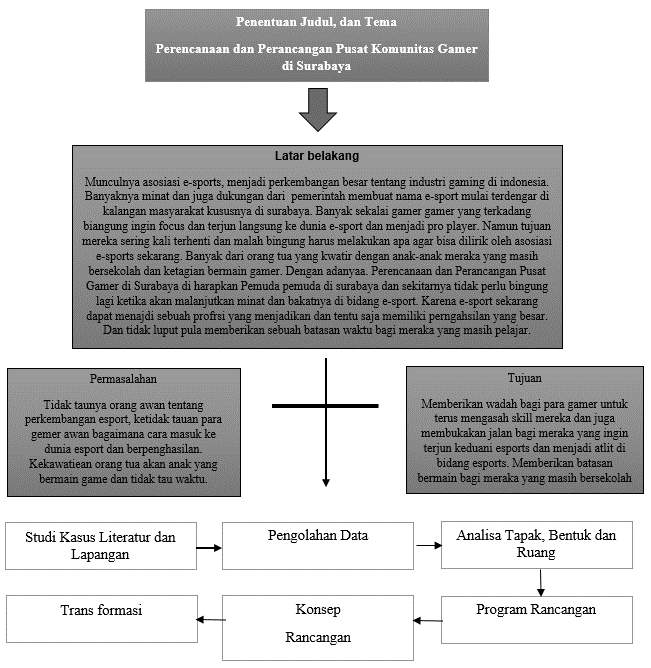 Penentuan Judul, dan Tema
Perencanaan dan Perancangan Pusat Komunitas Gamer
di Surabaya
Latar belakang
Munculnya asosiasi e-sports, menjadi perkembangan besar tentang industri gaming di indonesia.
Banyaknya minat dan juga dukungan dari pemerintah membuat nama e-sport mulai terdengar di
kalangan masyarakat kususnya di surabaya. Banyak sekalai gamer gamer yang terkadang
biangung ingin focus dan terjun langsung ke dunia e-sport dan menjadi pro player. Namun tujuan
mereka sering kali terhenti dan malah bingung harus melakukan apa agar bisa dilirik oleh asosiasi
e-sports sekarang. Banyak dari orang tua yang kwatir dengan anak-anak meraka yang masih
bersekolah dan ketagian bermain gamer. Dengan adanyaa. Perencanaan dan Perancangan Pusat
Gamer di Surabaya di harapkan Pemuda pemuda di surabaya dan sekitarnya tidak perlu bingung
lagi ketika akan malanjutkan minat dan bakatnya di bidang e-sport. Karena e-sport sekarang
dapat menajdi sebuah profrsi yang menjadikan dan tentu saja memiliki perngahsilan yang besar.
Dan tidak luput pula memberikan sebuah batasan waktu bagi meraka yang masih pelajar.
Permasalahan
Tidak taunya orang awan tentang
perkembangan esport, ketidak tauan para
gemer awan bagaimana cara masuk ke
dunia esport dan berpenghasilan.
Kekawatiean orang tua akan anak yang
bermain game dan tidak tau waktu.
Tujuan
Memberikan wadah bagi para gamer untuk
terus mengasah skill mereka dan juga
membukakan jalan bagi meraka yang ingin
terjun keduani esports dan menjadi atlit di
bidang esports. Memberikan batasan
bermain bagi meraka yang masih bersekolah
Studi Kasus Literatur dan
Lapangan
Pengolahan Data
Analisa Tapak, Bentuk dan
Ruang
Trans formasi
Konsep
Rancangan
Program Rancangan